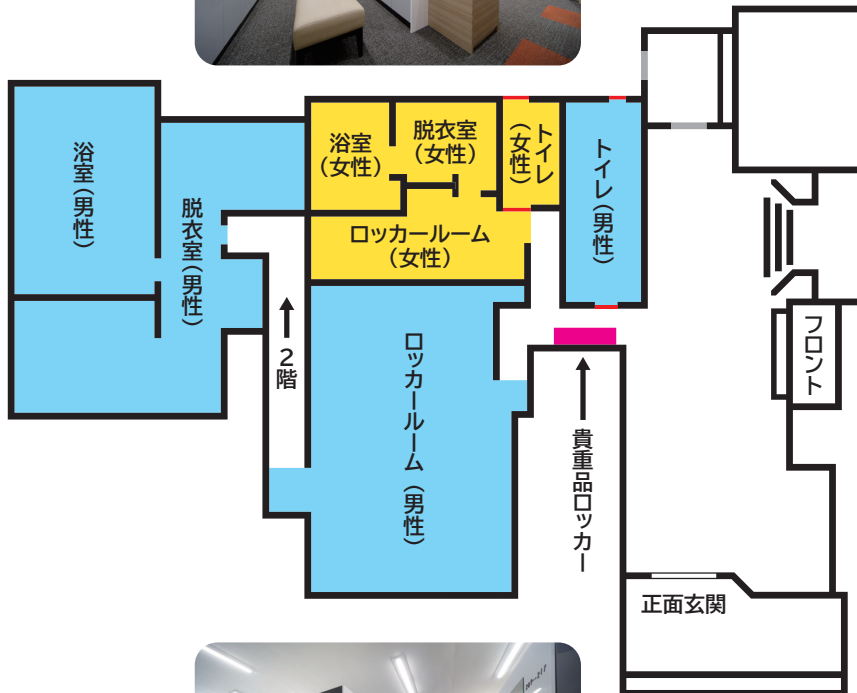 浴室(男性)
脱衣室(男性)
浴室
(女性)
脱衣室
(女性)
トイレ
(女性)
トイレ(男性)
ロッカールーム
(女性)
2階
ロッカールーム(男性)
貴重品ロッカー
フロント
正面玄関